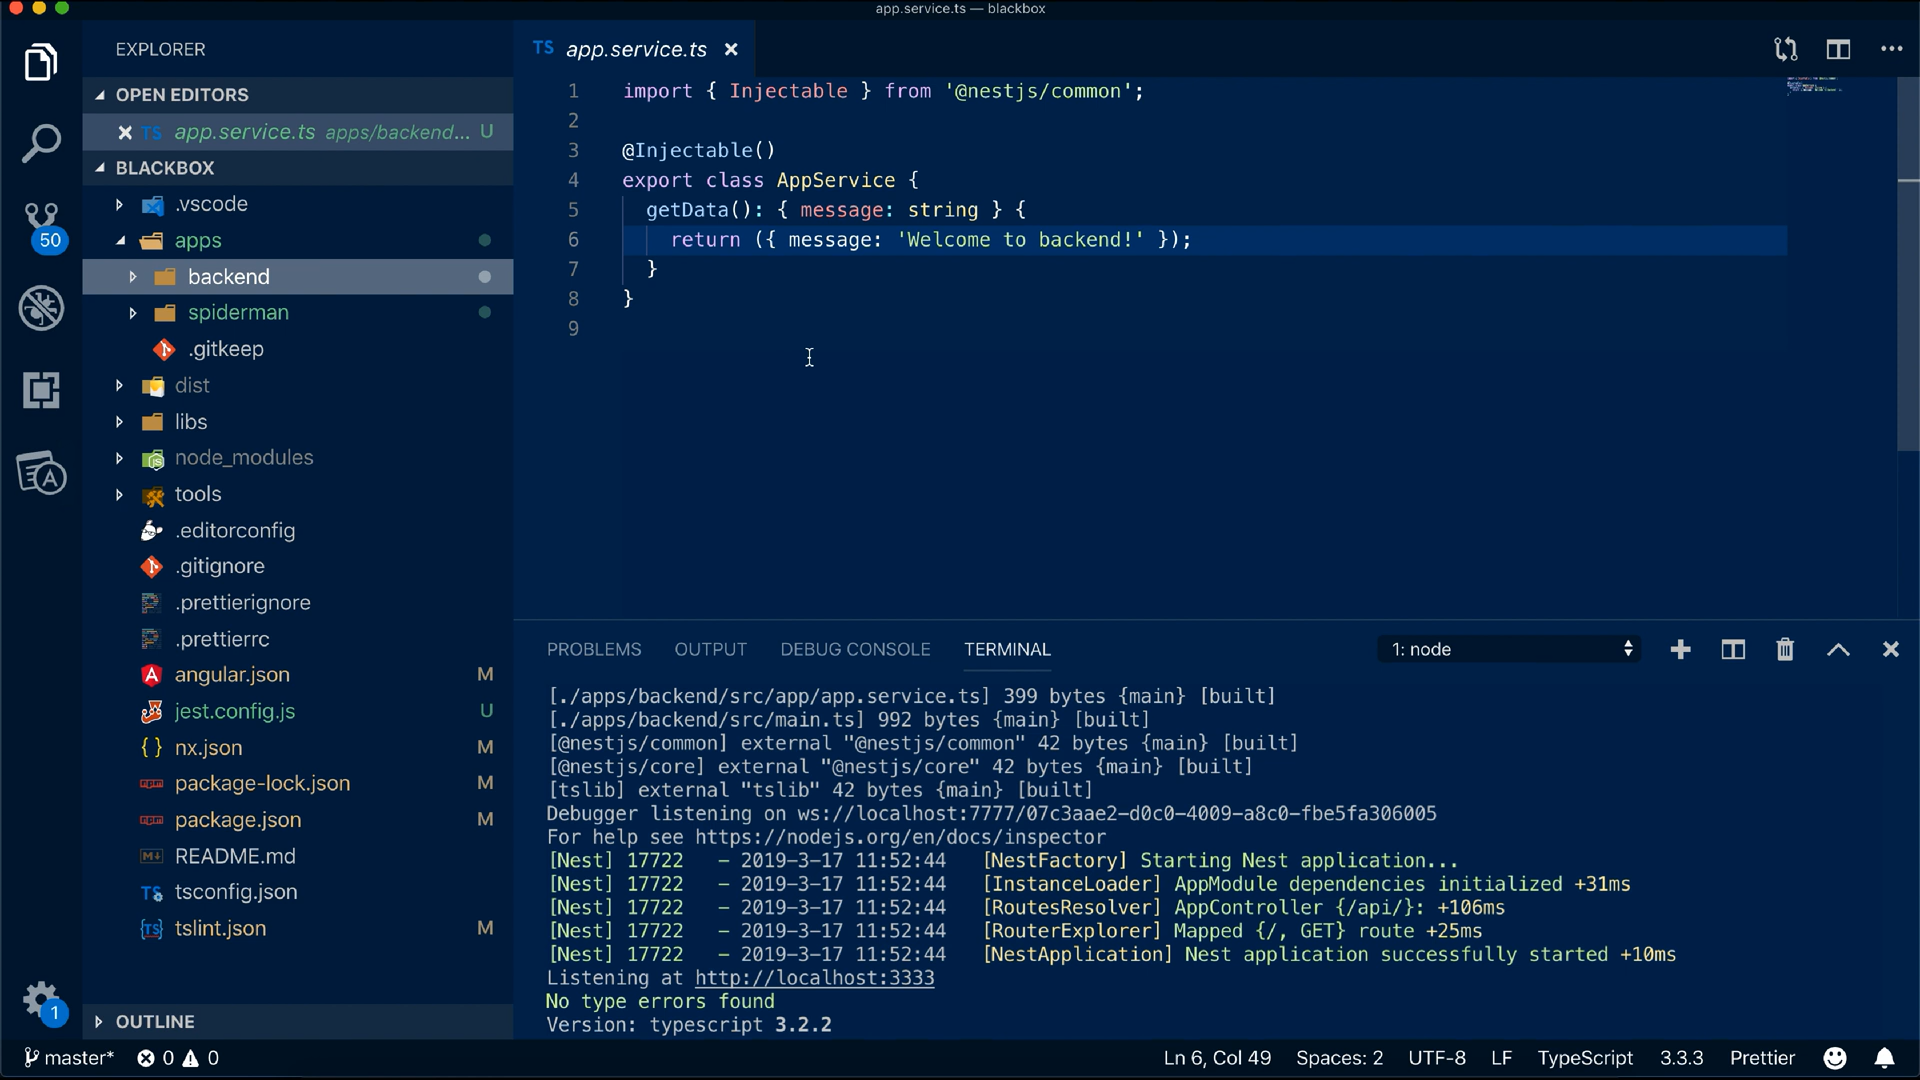 app.service.ts — blackbox
EXPLORER
OPEN EDITORS
TS app.service.ts apps/backend... U
BLACKBOX
.vscode
apps
backend
spiderman
.gitkeep
dist
libs
node_modules
tools
.editorconfig
.gitignore
.prettierignore
.prettierrc
angular.json M
jest.config.js U
nx.json M
package-lock.json M
package.json M
README.md
tsconfig.json
tslint.json M
OUTLINE
50
1
TS app.service.ts
1 import { Injectable } from '@nestjs/common';
2
3 @Injectable()
4 export class AppService {
5 getData(): { message: string } {
6 return ({ message: 'Welcome to backend!' });
7 }
8 }
9
PROBLEMS OUTPUT DEBUG CONSOLE TERMINAL 1: node
[./apps/backend/src/app/app.service.ts] 399 bytes {main} [built]
[./apps/backend/src/main.ts] 992 bytes {main} [built]
[@nestjs/common] external "@nestjs/common" 42 bytes {main} [built]
[@nestjs/core] external "@nestjs/core" 42 bytes {main} [built]
[tslib] external "tslib" 42 bytes {main} [built]
Debugger listening on ws://localhost:7777/07c3aae2-d0c0-4009-a8c0-fbe5fa306005
For help see https://nodejs.org/en/docs/inspector
[Nest] 17722 - 2019-3-17 11:52:44 [NestFactory] Starting Nest application...
[Nest] 17722 - 2019-3-17 11:52:44 [InstanceLoader] AppModule dependencies initialized +31ms
[Nest] 17722 - 2019-3-17 11:52:44 [RoutesResolver] AppController {/api/}: +106ms
[Nest] 17722 - 2019-3-17 11:52:44 [RouterExplorer] Mapped {/, GET} route +25ms
[Nest] 17722 - 2019-3-17 11:52:44 [NestApplication] Nest application successfully started +10ms
Listening at http://localhost:3333
No type errors found
Version: typescript 3.2.2
master* 0 0 Ln 6, Col 49 Spaces: 2 UTF-8 LF TypeScript 3.3.3 Prettier